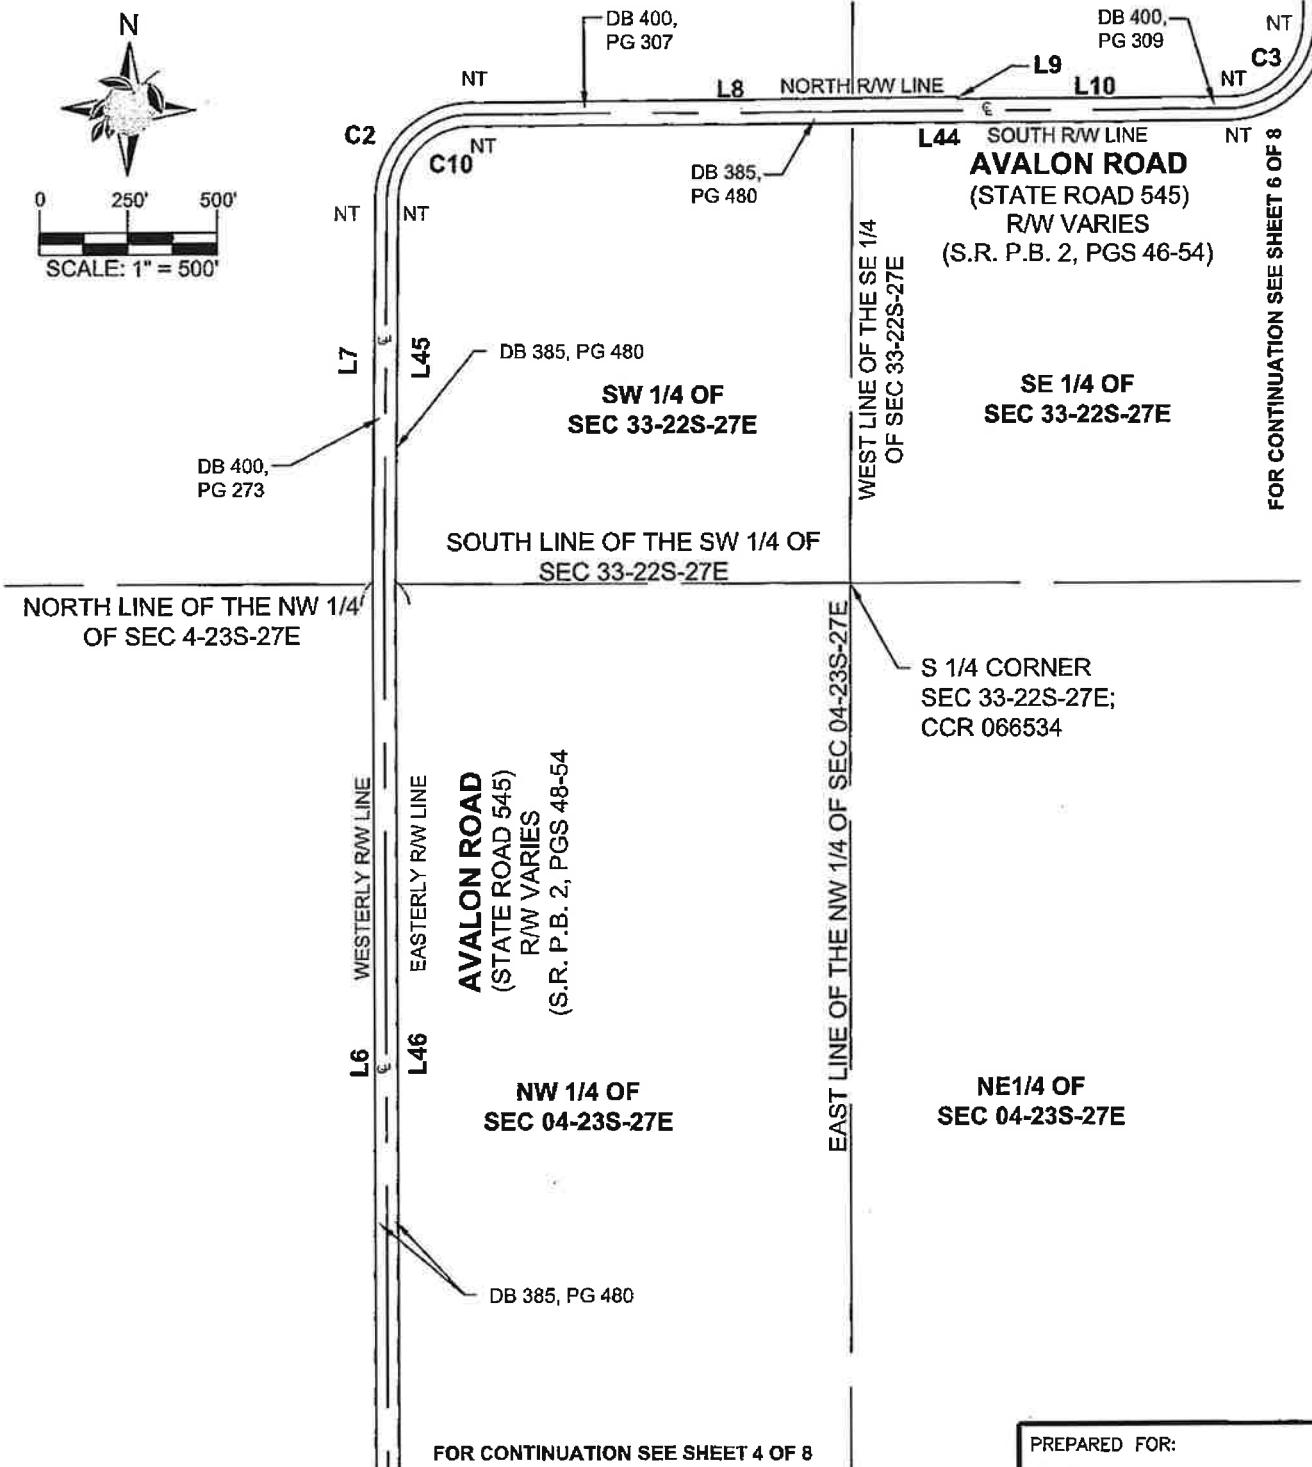 N
0 250' 500'
SCALE: 1" = 500'
DB 400,
PG 307
DB 400,
PG 309
NT
C3
NT
NT
L8
NORTH R/W LINE
L9
L10
C2
C10
NT
NT
NT
DB 385,
PG 480
L44
SOUTH R/W LINE
NT
AVALON ROAD
(STATE ROAD 545)
R/W VARIES
(S.R. P.B. 2, PGS 46-54)
FOR CONTINUATION SEE SHEET 6 OF 8
WEST LINE OF THE SE 1/4
OF SEC 33-22S-27E
L7
L45
DB 385, PG 480
SW 1/4 OF
SEC 33-22S-27E
SE 1/4 OF
SEC 33-22S-27E
DB 400,
PG 273
SOUTH LINE OF THE SW 1/4 OF
SEC 33-22S-27E
NORTH LINE OF THE NW 1/4
OF SEC 4-23S-27E
S 1/4 CORNER
SEC 33-22S-27E;
CCR 066534
EAST LINE OF THE NW 1/4 OF SEC 04-23S-27E
WESTERLY R/W LINE
EASTERLY R/W LINE
AVALON ROAD
(STATE ROAD 545)
R/W VARIES
(S.R. P.B. 2, PGS 48-54
L6
L46
NW 1/4 OF
SEC 04-23S-27E
NE1/4 OF
SEC 04-23S-27E
DB 385, PG 480
FOR CONTINUATION SEE SHEET 4 OF 8
PREPARED FOR: